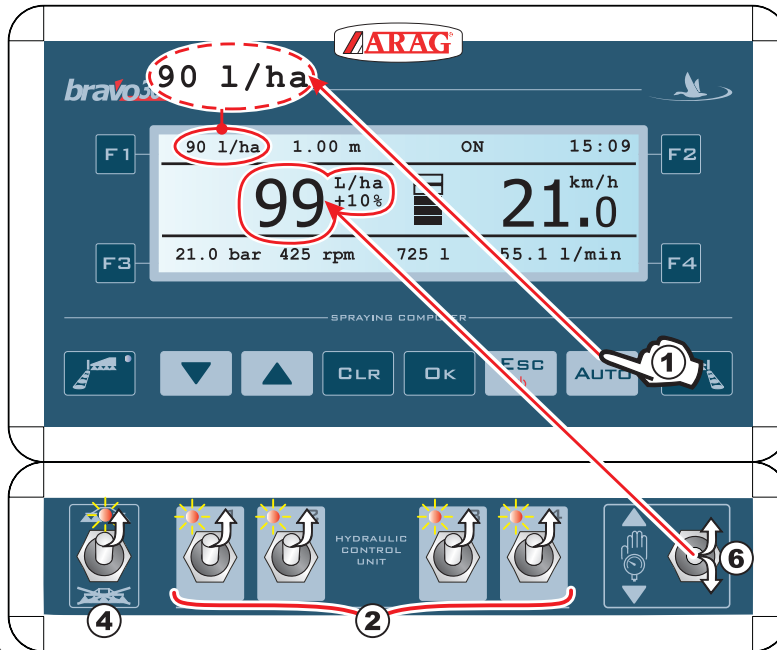 ARAG
bravo
90 l/ha
F1
90 l/ha 1.00 m ON 15:09
F2
99 L/ha +10% 21.0 km/h
F3
21.0 bar 425 rpm 725 l 55.1 l/min
F4
SPRAYING COMPUTER
CLR
OK
ESC
AUTO
1
HYDRAULIC
CONTROL
UNIT
6
4
2